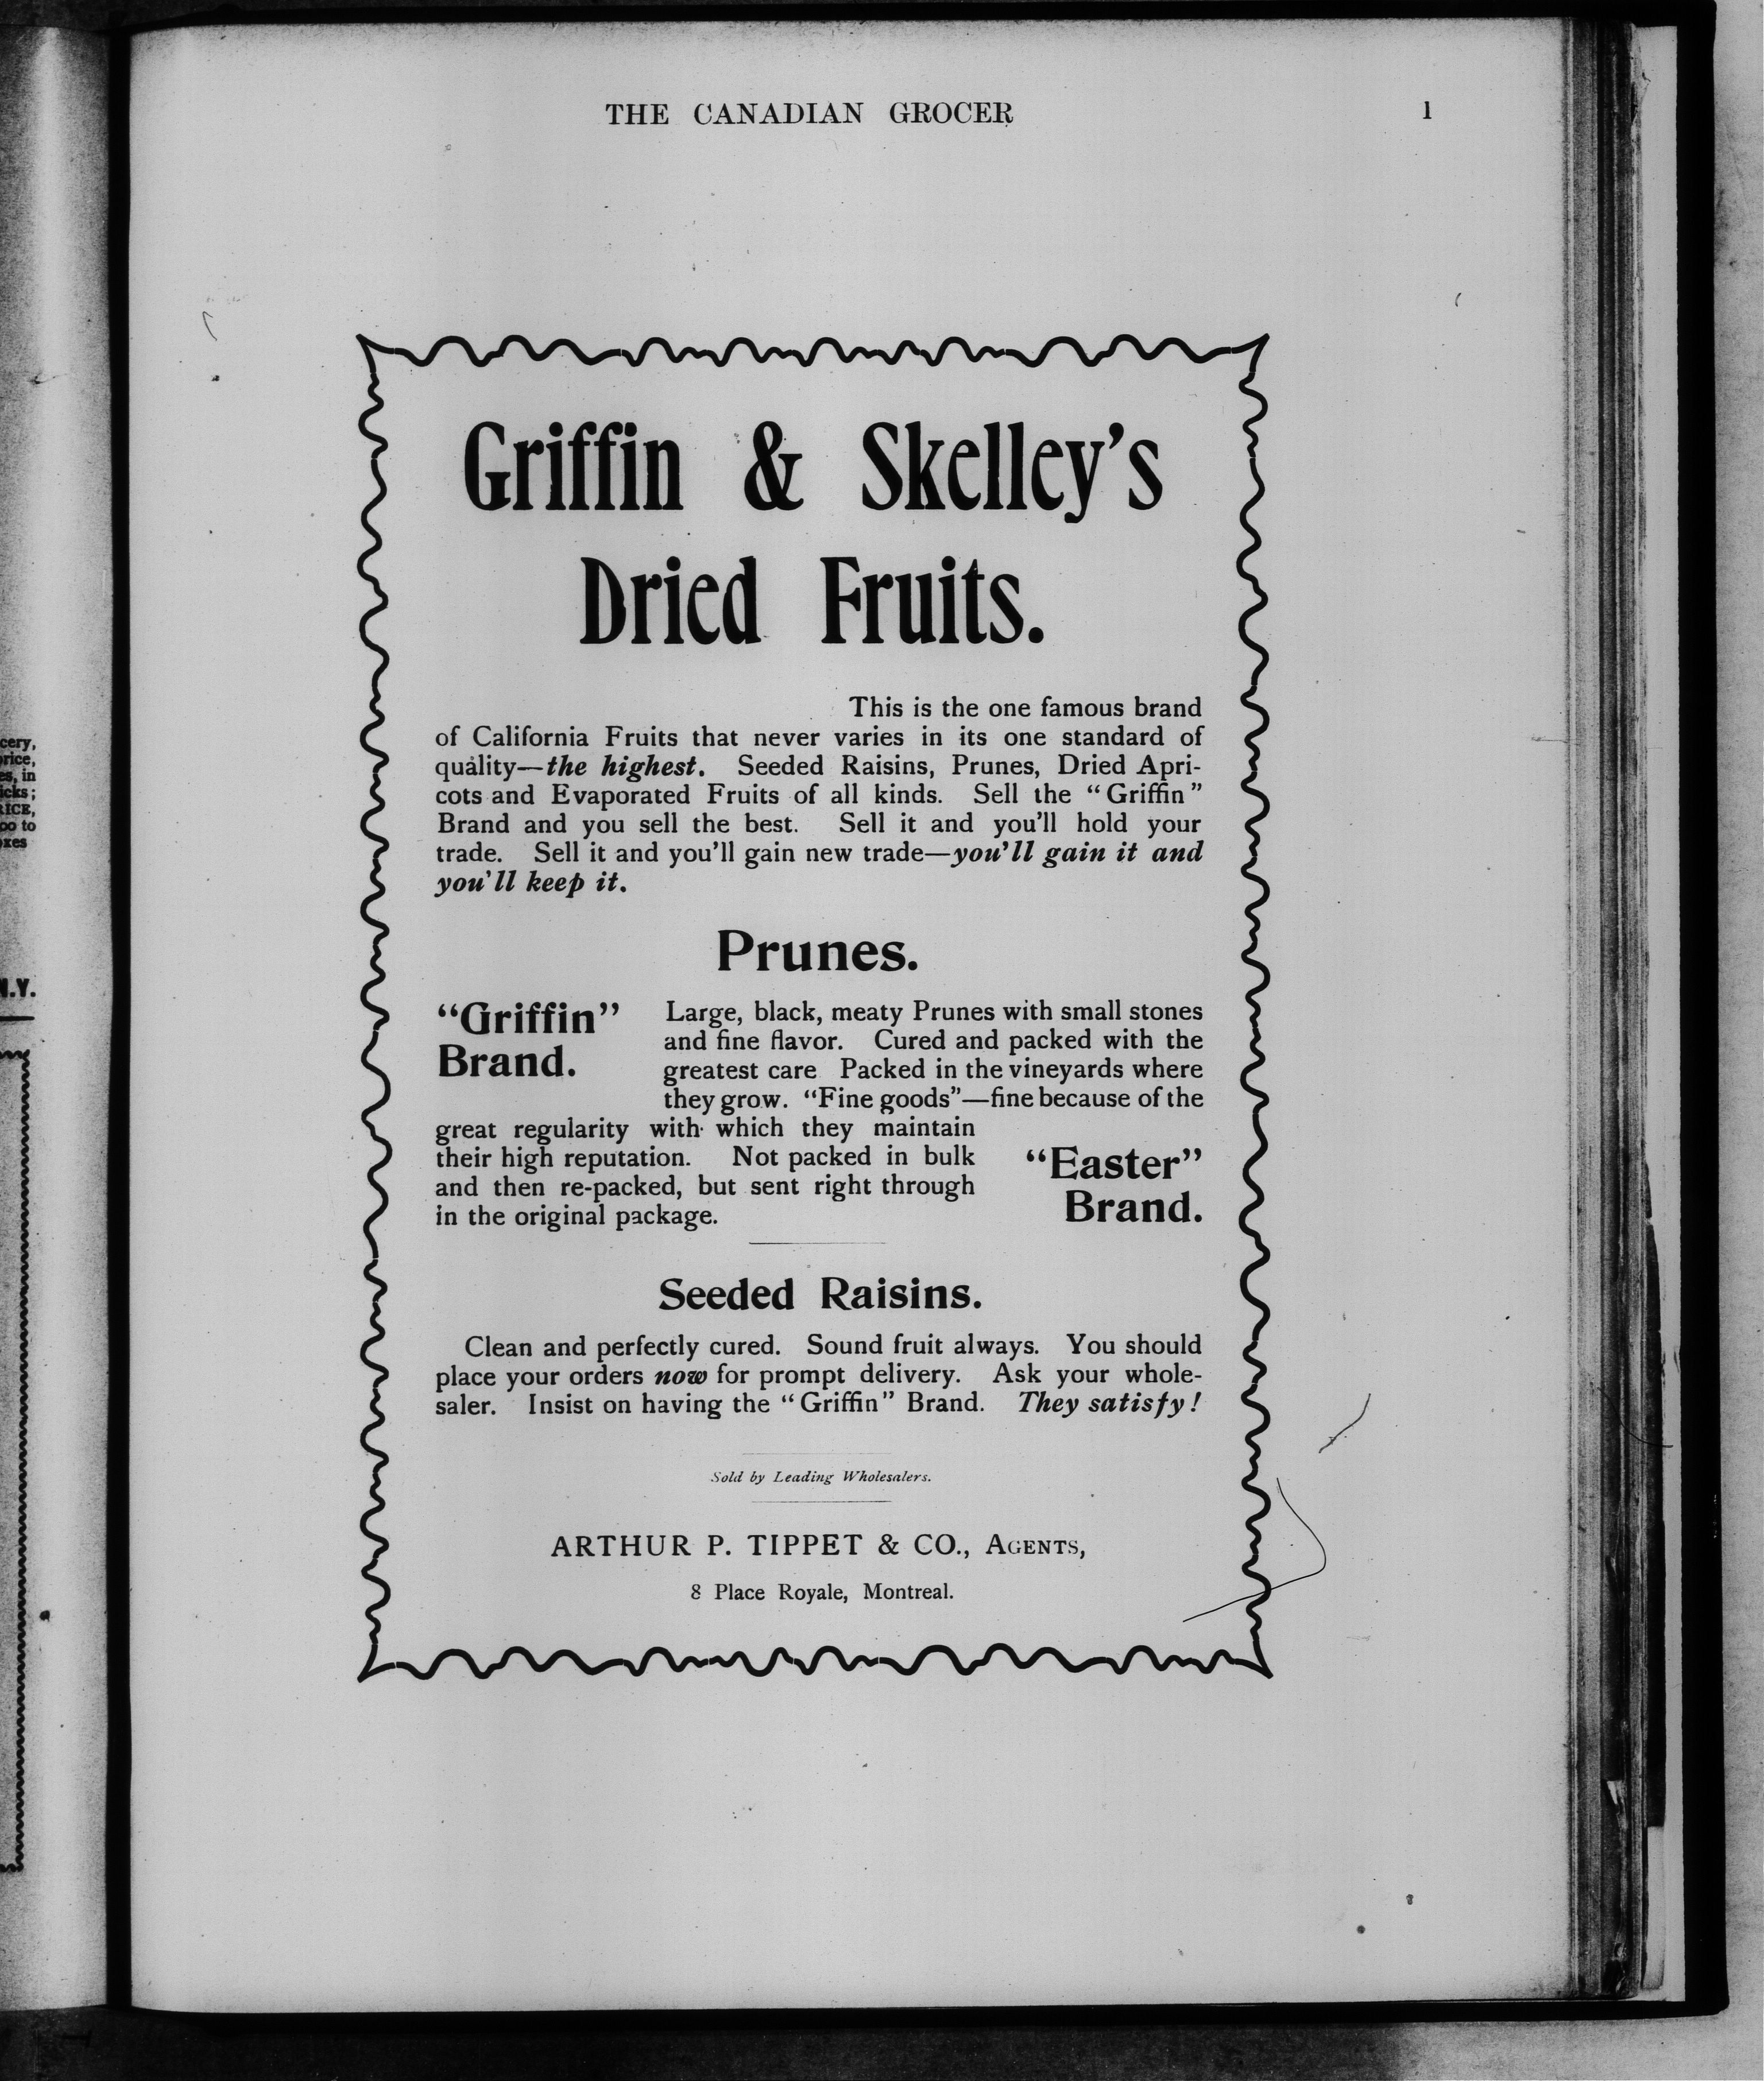 cery,
rice,
es, in
icks;
RICE,
oo to
oxes
N.Y.
THE CANADIAN GROCER 1
Griffin & Skelley's
Dried Fruits.
This is the one famous brand
of California Fruits that never varies in its one standard of
quality—the highest. Seeded Raisins, Prunes, Dried Apri-
cots and Evaporated Fruits of all kinds. Sell the "Griffin"
Brand and you sell the best. Sell it and you'll hold your
trade. Sell it and you'll gain new trade—you'll gain it and
you'll keep it.
Prunes.
"Griffin"
Brand.
Large, black, meaty Prunes with small stones
and fine flavor. Cured and packed with the
greatest care Packed in the vineyards where
they grow. "Fine goods"—fine because of the
great regularity with which they maintain
their high reputation. Not packed in bulk
and then re-packed, but sent right through
in the original package.
"Easter"
Brand.
Seeded Raisins.
Clean and perfectly cured. Sound fruit always. You should
place your orders now for prompt delivery. Ask your whole-
saler. Insist on having the "Griffin" Brand. They satisfy!
Sold by Leading Wholesalers.
ARTHUR P. TIPPET & CO., AGENTS,
8 Place Royale, Montreal.